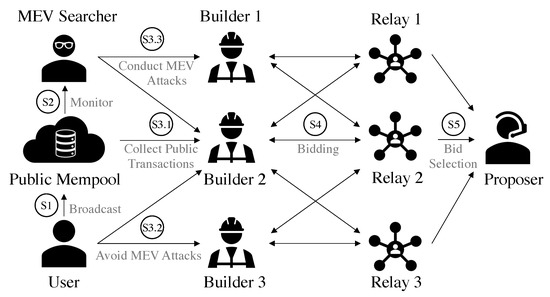 MEV Searcher
Builder 1
Relay 1
S3.3
Conduct MEV
Attacks
S2
Monitor
S3.1
Collect Public
Transactions
S4
Bidding
S5
Bid
Selection
Public Mempool
Builder 2
Relay 2
Proposer
S1
Broadcast
S3.2
Avoid MEV Attacks
User
Builder 3
Relay 3